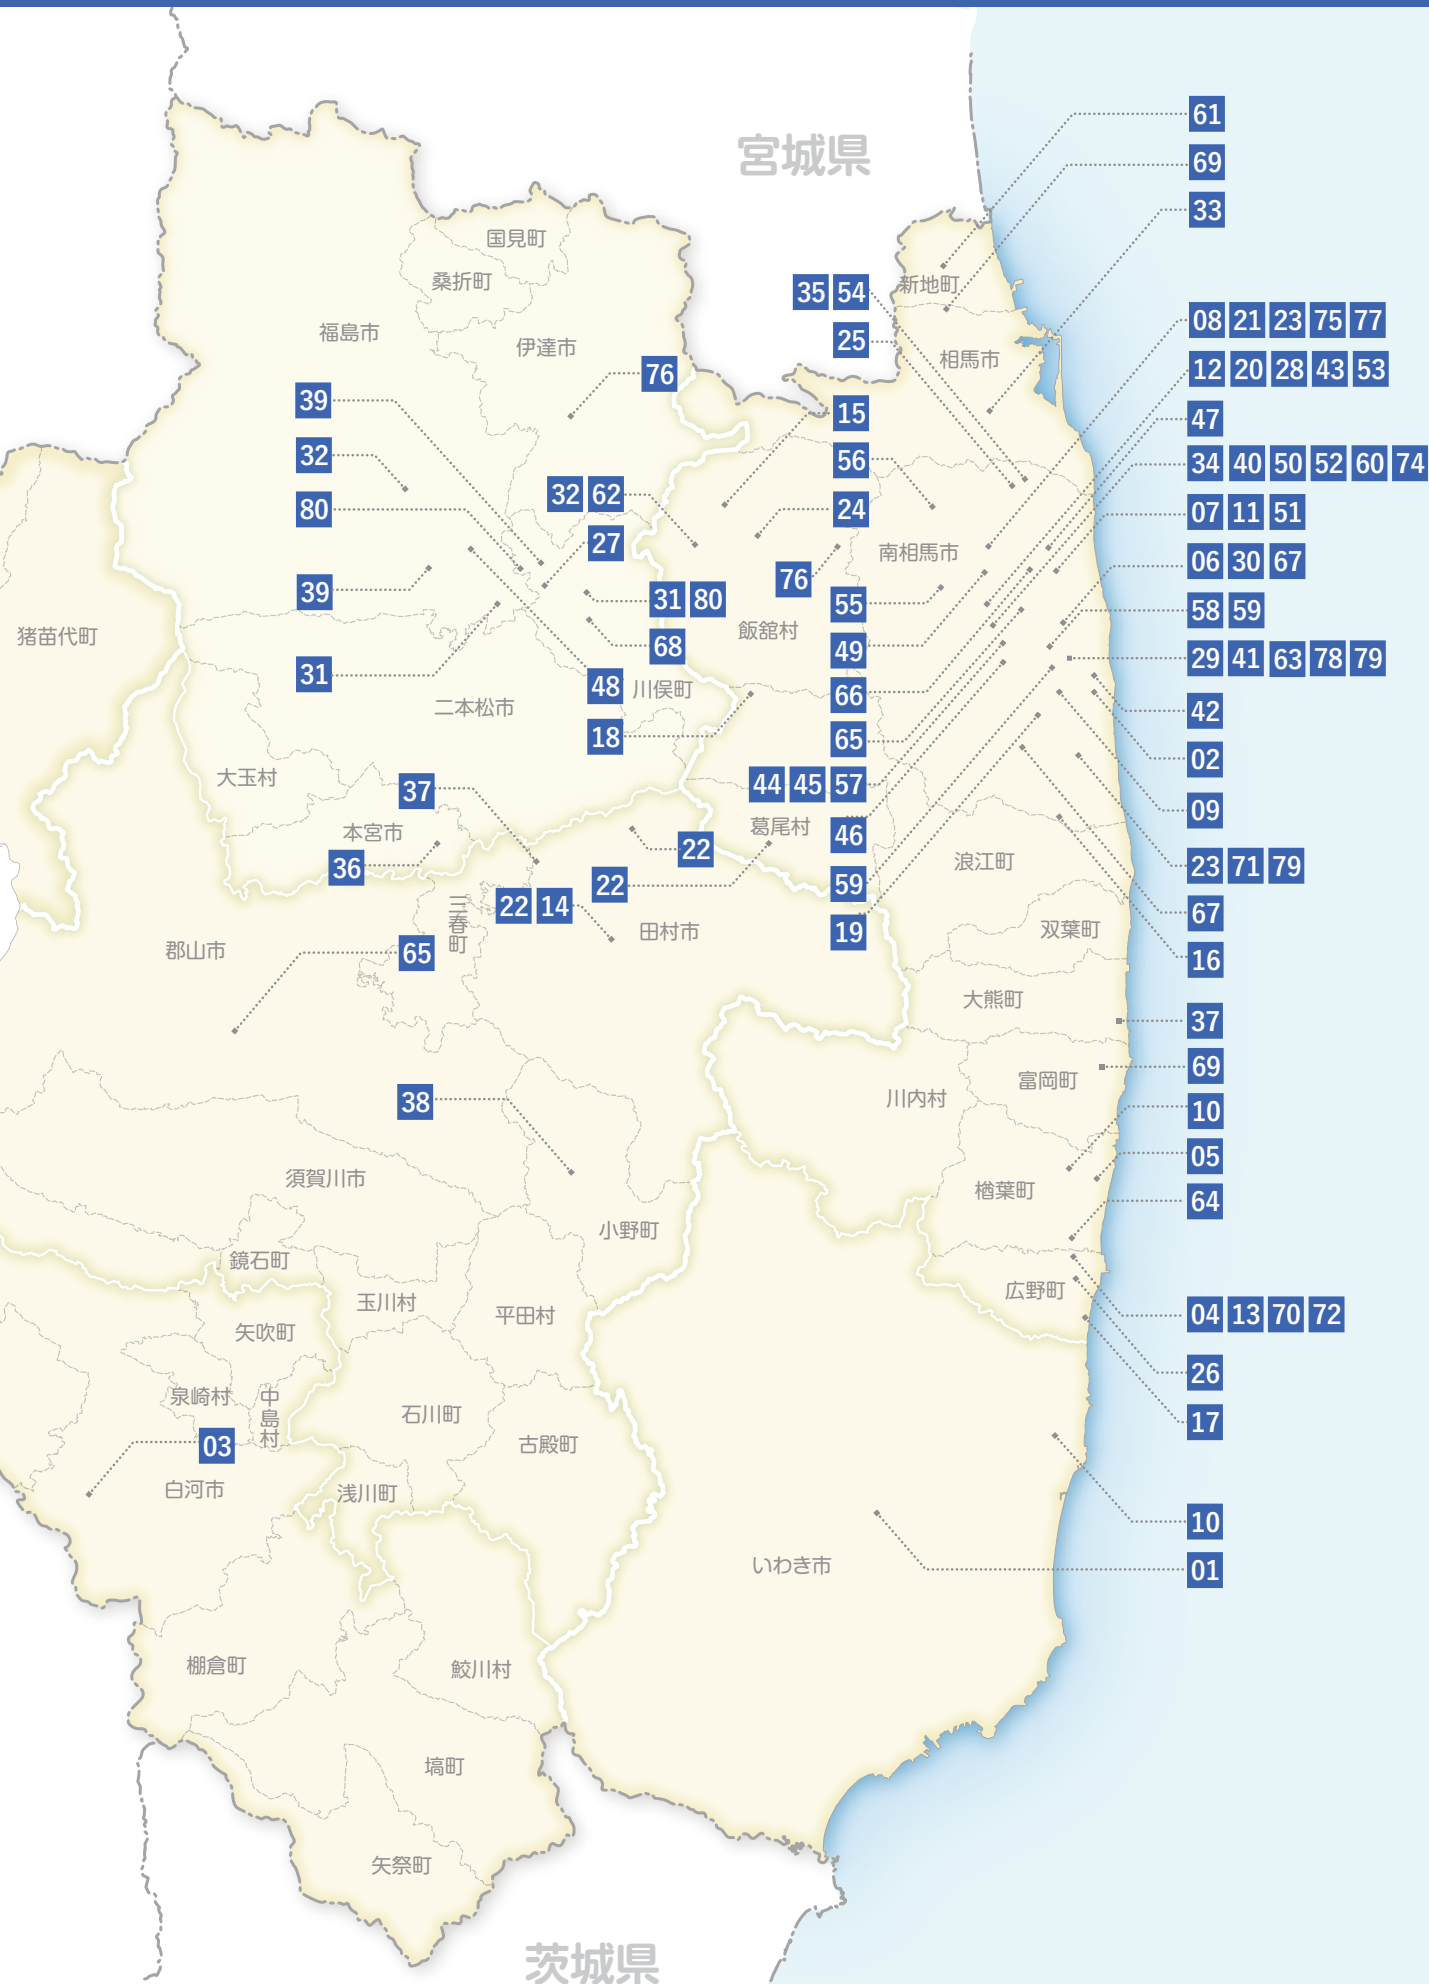 61
宮城県
69
33
国見町
桑折町
新地町
35 54
08 21 23 75 77
福島市
25
伊達市
相馬市
12 20 28 43 53
76
39
15
47
32
56
34 40 50 52 60 74
32 62
80
24
07 11 51
27
南相馬市
06 30 67
76
39
31 80
55
58 59
猪苗代町
飯舘村
68
49
29 41 63 78 79
31
48
川俣町
66
二本松市
42
18
65
02
大玉村
37
44 45 57
09
本宮市
葛尾村
46
22
浪江町
36
23 71 79
22
59
22 14
67
三春町
田村市
双葉町
19
郡山市
65
16
大熊町
37
富岡町
69
38
川内村
10
05
須賀川市
楢葉町
64
小野町
鏡石町
広野町
玉川村
平田村
04 13 70 72
矢吹町
26
泉崎村
中島村
石川町
17
03
古殿町
白河市
浅川町
10
いわき市
01
棚倉町
鮫川村
塙町
矢祭町
茨城県